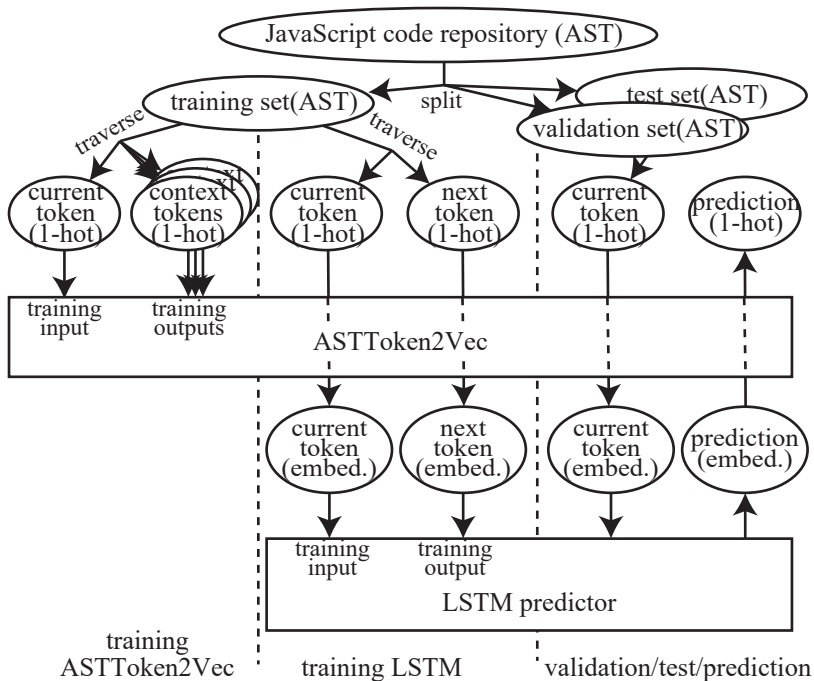 JavaScript code repository (AST)
training set(AST)
split
test set(AST)
validation set(AST)
traverse
traverse
current
token
(1-hot)
xt
xt
context
tokens
(1-hot)
current
token
(1-hot)
next
token
(1-hot)
current
token
(1-hot)
prediction
(1-hot)
training
input
training
outputs
ASTToken2Vec
current
token
(embed.)
next
token
(embed.)
current
token
(embed.)
prediction
(embed.)
training
input
training
output
LSTM predictor
training
ASTToken2Vec
training LSTM
validation/test/prediction